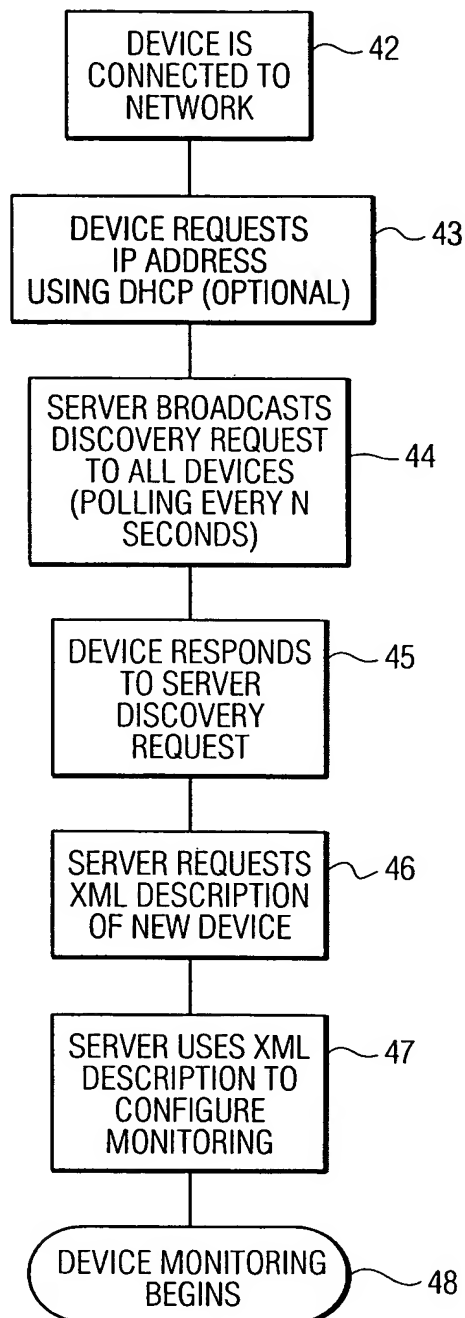 DEVICE IS
CONNECTED TO
NETWORK
42
DEVICE REQUESTS
IP ADDRESS
USING DHCP (OPTIONAL)
43
SERVER BROADCASTS
DISCOVERY REQUEST
TO ALL DEVICES
(POLLING EVERY N
SECONDS)
44
DEVICE RESPONDS
TO SERVER
DISCOVERY
REQUEST
45
SERVER REQUESTS
XML DESCRIPTION
OF NEW DEVICE
46
SERVER USES XML
DESCRIPTION TO
CONFIGURE
MONITORING
47
DEVICE MONITORING
BEGINS
48